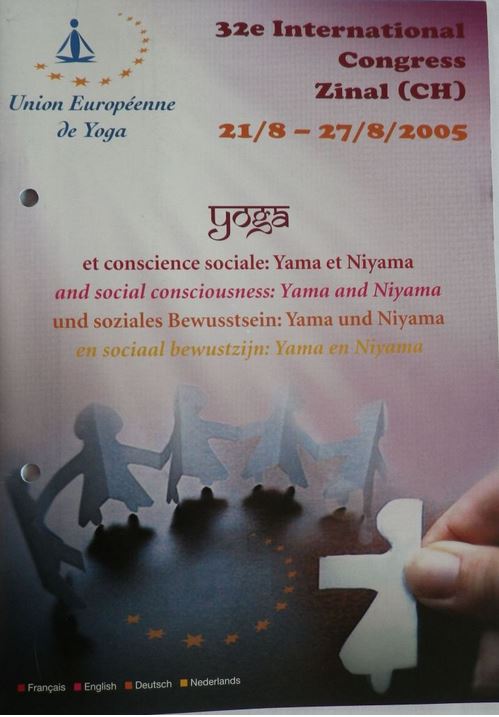 32e International
Congress
Zinal (CH)
21/8 – 27/8/2005
Union Européenne
de Yoga
yoga
et conscience sociale: Yama et Niyama
and social consciousness: Yama and Niyama
und soziales Bewusstsein: Yama und Niyama
en sociaal bewustzijn: Yama en Niyama
Français English Deutsch Nederlands